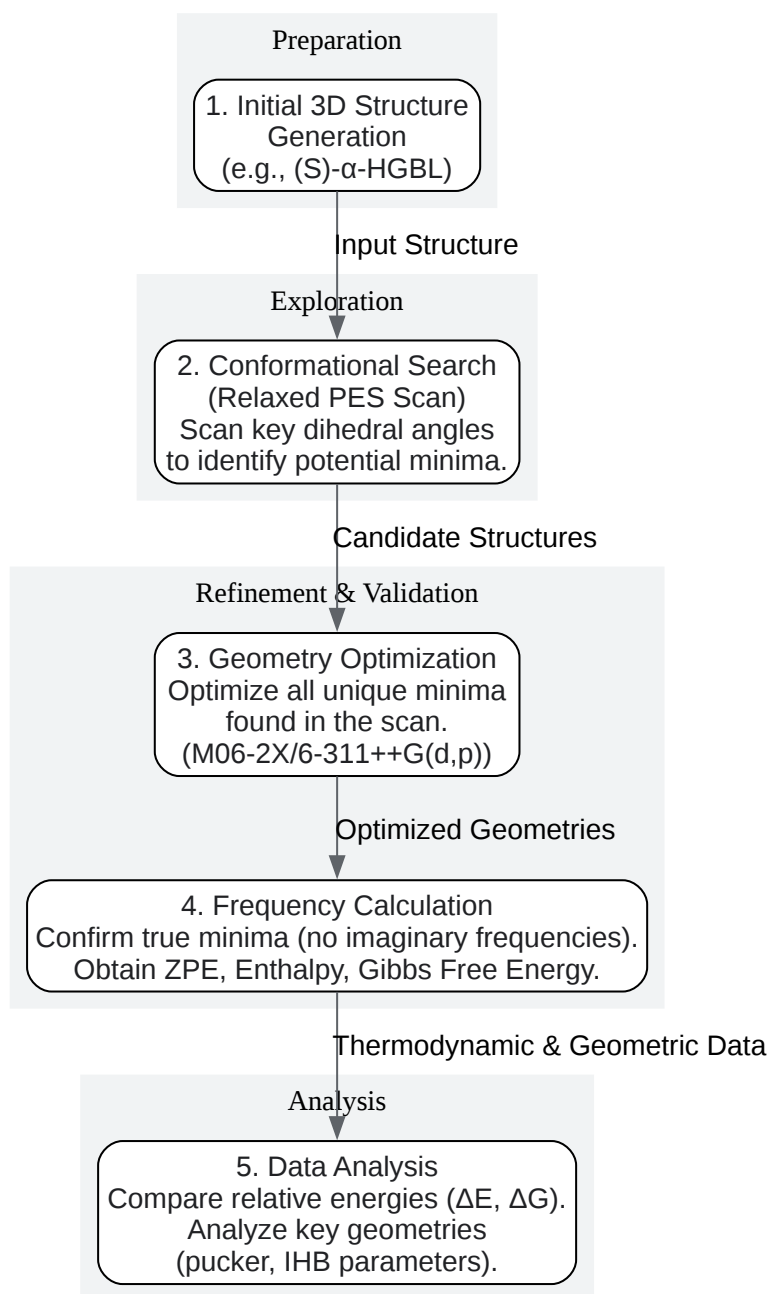 Preparation
1. Initial 3D Structure
Generation
(e.g., (S)-α-HGBL)
Input Structure
Exploration
2. Conformational Search
(Relaxed PES Scan)
Scan key dihedral angles
to identify potential minima.
Candidate Structures
Refinement & Validation
3. Geometry Optimization
Optimize all unique minima
found in the scan.
(M06-2X/6-311++G(d,p))
Optimized Geometries
4. Frequency Calculation
Confirm true minima (no imaginary frequencies).
Obtain ZPE, Enthalpy, Gibbs Free Energy.
Thermodynamic & Geometric Data
Analysis
5. Data Analysis
Compare relative energies (ΔE, ΔG).
Analyze key geometries
(pucker, IHB parameters).